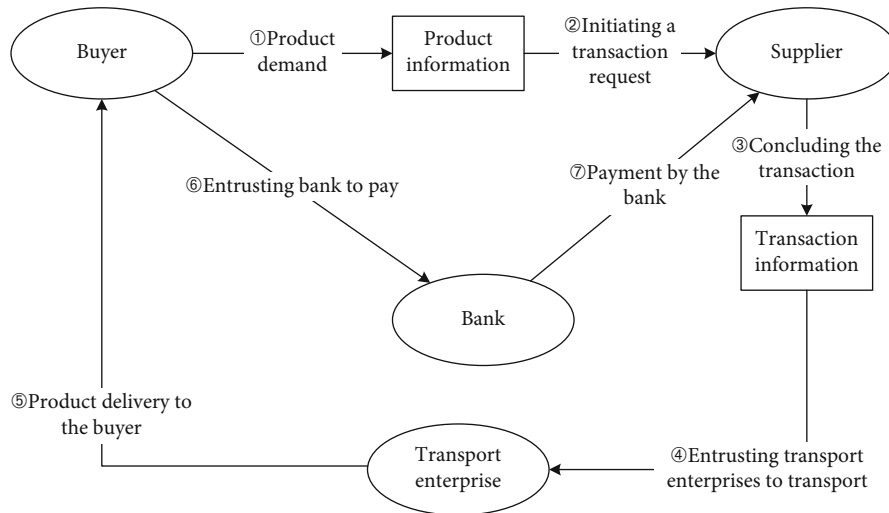 Buyer
①Product
demand
Product
information
②Initiating a
transaction
request
Supplier
③Concluding the
transaction
⑥Entrusting bank to pay
⑦Payment by the
bank
Transaction
information
Bank
⑤Product delivery to
the buyer
Transport
enterprise
④Entrusting transport
enterprises to transport